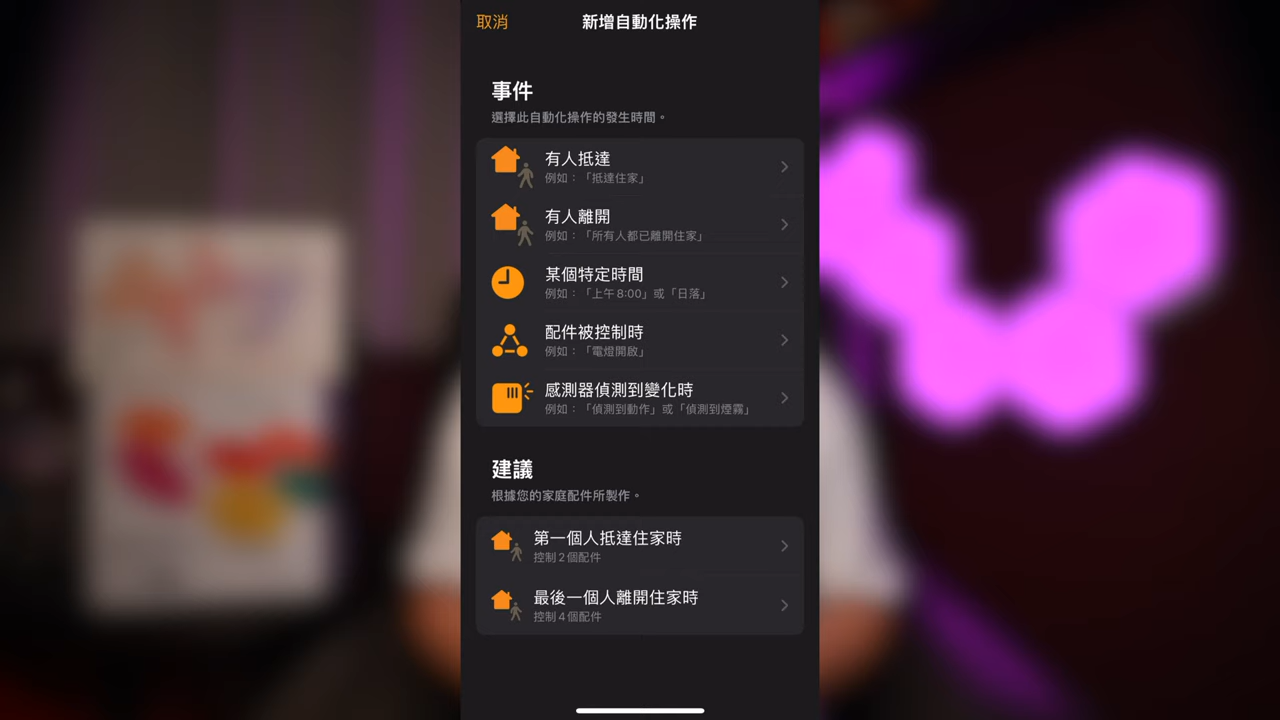 取消
新增自動化操作
事件
選擇此自動化操作的發生時間。
有人抵達
例如：「抵達住家」
有人離開
例如：「所有人都已離開住家」
某個特定時間
例如：「上午 8:00」或「日落」
配件被控制時
例如：「電燈開啟」
感測器偵測到變化時
例如：「偵測到動作」或「偵測到煙霧」
建議
根據您的家庭配件所製作。
第一個人抵達住家時
控制 2 個配件
最後一個人離開住家時
控制 4 個配件